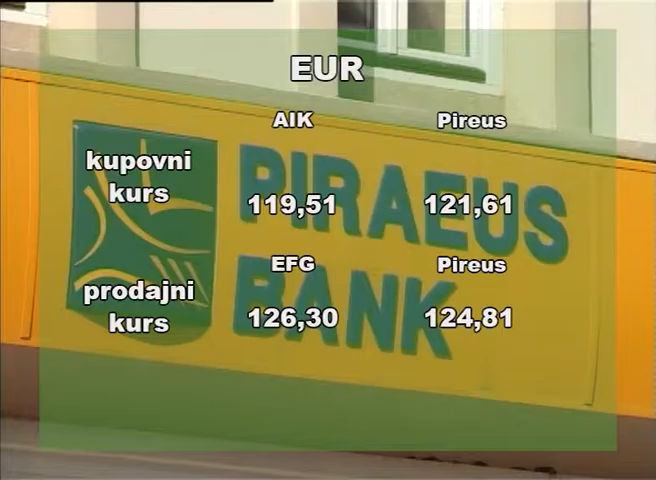 EUR
AIK Pireus
kupovni
kurs
119,51 121,61
EFG Pireus
prodajni
kurs
126,30 124,81
PIRAEUS
BANK